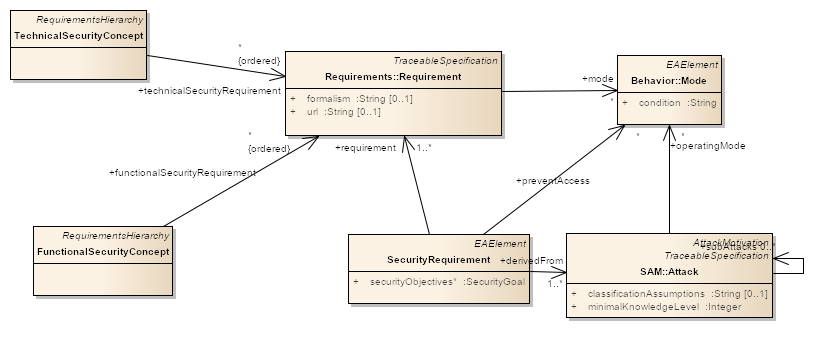 RequirementsHierarchy
TechnicalSecurityConcept
*
{ordered}
+technicalSecurityRequirement
TraceableSpecification
Requirements::Requirement
+ formalism :String [0..1]
+ url :String [0..1]
+mode
*
EAElement
Behavior::Mode
+ condition :String
*
{ordered}
+functionalSecurityRequirement
+requirement
1..*
*
+preventAccess
*
+operatingMode
RequirementsHierarchy
FunctionalSecurityConcept
EAElement
SecurityRequirement
+ securityObjectives* :SecurityGoal
+derivedFrom
1..*
AttackMotivation
+subAttacks 0..*
TraceableSpecification
SAM::Attack
+ classificationAssumptions :String [0..1]
+ minimalKnowledgeLevel :Integer